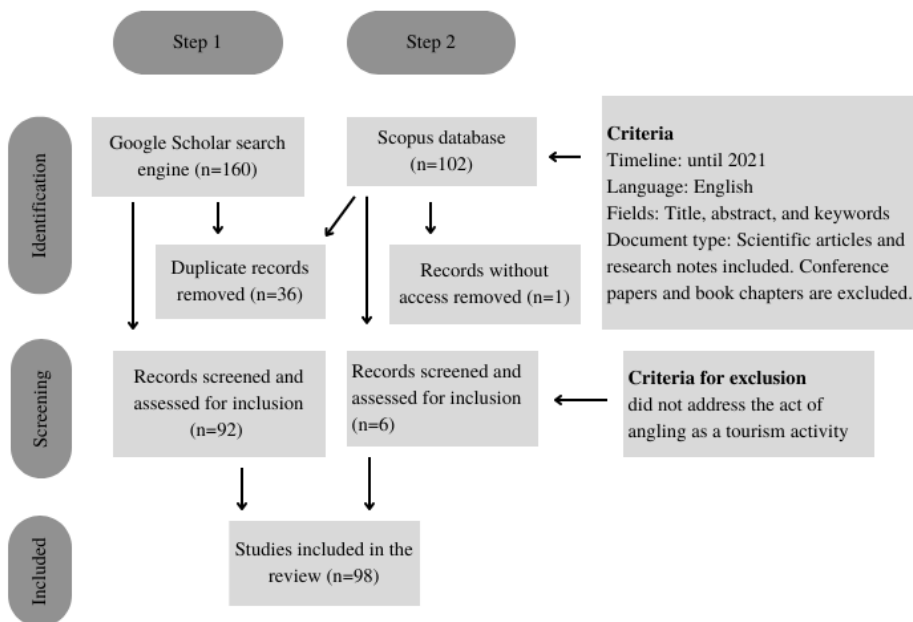 Step 1
Step 2
Identification
Google Scholar search
engine (n=160)
Scopus database
(n=102)
Criteria
Timeline: until 2021
Language: English
Fields: Title, abstract, and keywords
Document type: Scientific articles and
research notes included. Conference
papers and book chapters are excluded.
Duplicate records
removed (n=36)
Records without
access removed (n=1)
Screening
Records screened and
assessed for inclusion
(n=92)
Records screened and
assessed for inclusion
(n=6)
Criteria for exclusion
did not address the act of
angling as a tourism activity
Included
Studies included in the
review (n=98)